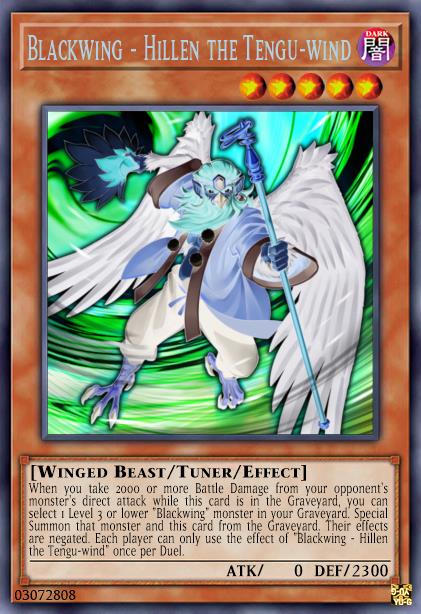 Blackwing - Hillen the Tengu-wind
DARK
闇
[Winged Beast/Tuner/Effect]
When you take 2000 or more Battle Damage from your opponent's
monster's direct attack while this card is in the Graveyard, you can
select 1 Level 3 or lower "Blackwing" monster in your Graveyard. Special
Summon that monster and this card from the Graveyard. Their effects
are negated. Each player can only use the effect of "Blackwing - Hillen
the Tengu-wind" once per Duel.
ATK/ 0 DEF/2300
03072808